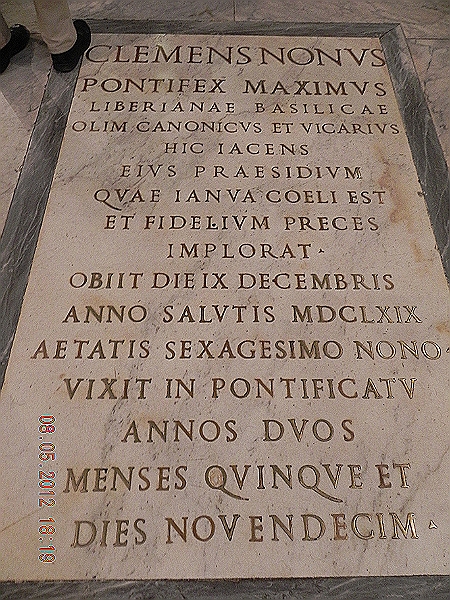 CLEMENS NONVS
PONTIFEX MAXIMVS
LIBERIANAE BASILICAE
OLIM CANONICVS ET VICARIVS
HIC IACENS
EIVS PRAESIDIVM
QVAE IANVA COELI EST
ET FIDELIVM PRECES
IMPLORAT·
OBIIT DIE IX DECEMBRIS
ANNO SALVTIS MDCLXIX
AETATIS SEXAGESIMO NONO·
VIXIT IN PONTIFICATV
ANNOS DVOS
MENSES QVINQVE ET
DIES NOVENDECIM·
08.05.2012 18:19